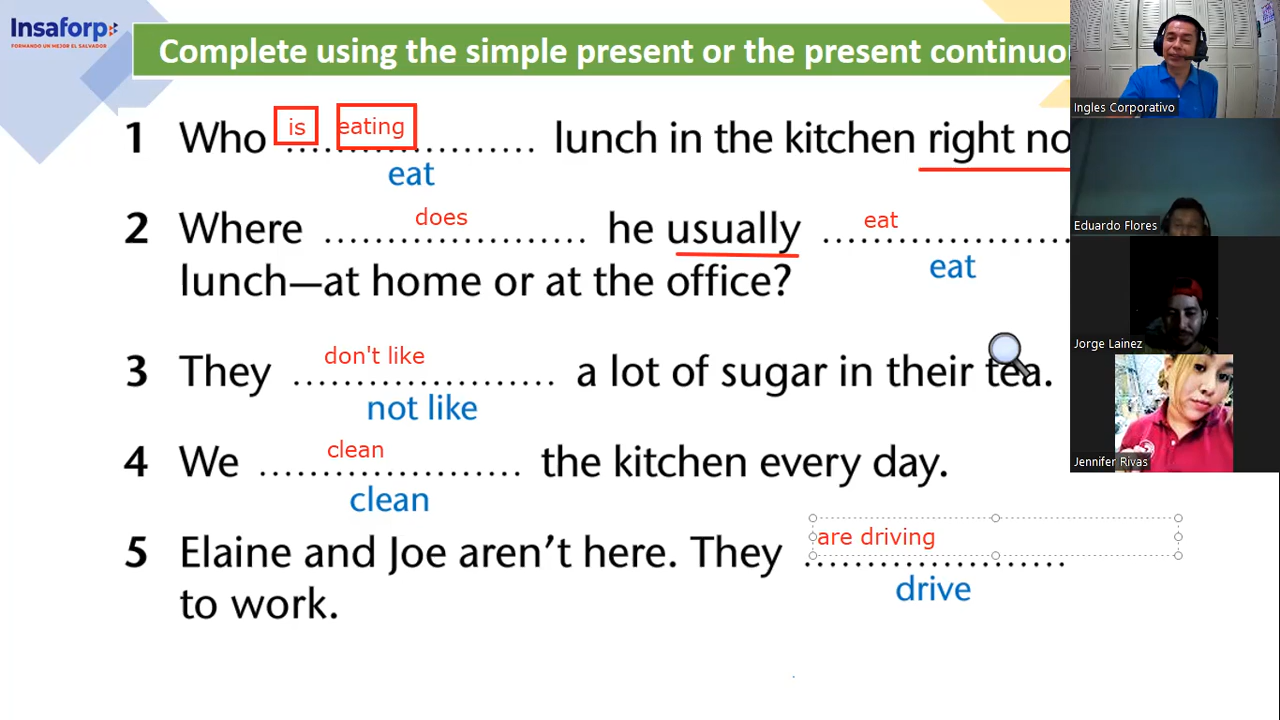 Insaforp
FORMANDO UN MEJOR EL SALVADOR
Complete using the simple present or the present continuo
1 Who is eating .................... lunch in the kitchen right no
eat
2 Where does ...................... he usually eat ......................
eat
lunch—at home or at the office?
3 They don't like ...................... a lot of sugar in their tea.
not like
4 We clean ...................... the kitchen every day.
clean
5 Elaine and Joe aren't here. They are driving ......................
drive
to work.
Ingles Corporativo
Eduardo Flores
Jorge Lainez
Jennifer Rivas